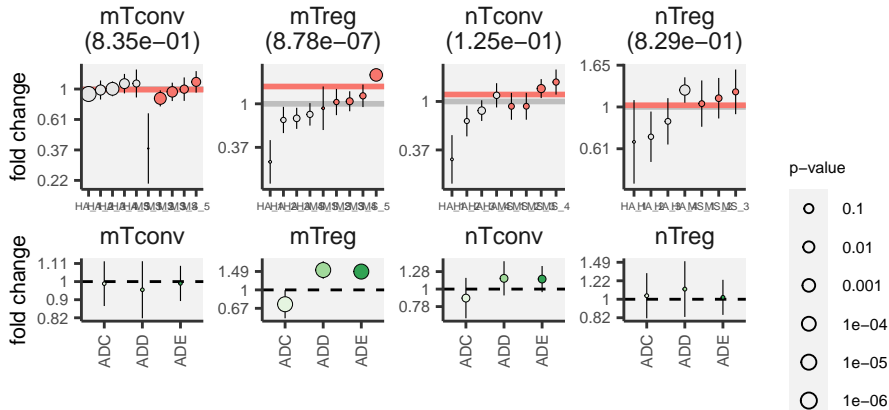 mTconv
(8.35e−01)
mTreg
(8.78e−07)
nTconv
(1.25e−01)
nTreg
(8.29e−01)
fold change
1
0.61
0.37
0.22
1
0.37
1
0.37
1.65
1
0.61
mTconv
mTreg
nTconv
nTreg
fold change
1.11
1
0.9
0.82
1.49
1
0.67
1.28
1
0.78
1.49
1.22
1
0.82
ADC
ADD
ADE
ADC
ADD
ADE
ADC
ADD
ADE
ADC
ADD
ADE
p−value
0.1
0.01
0.001
1e−04
1e−05
1e−06